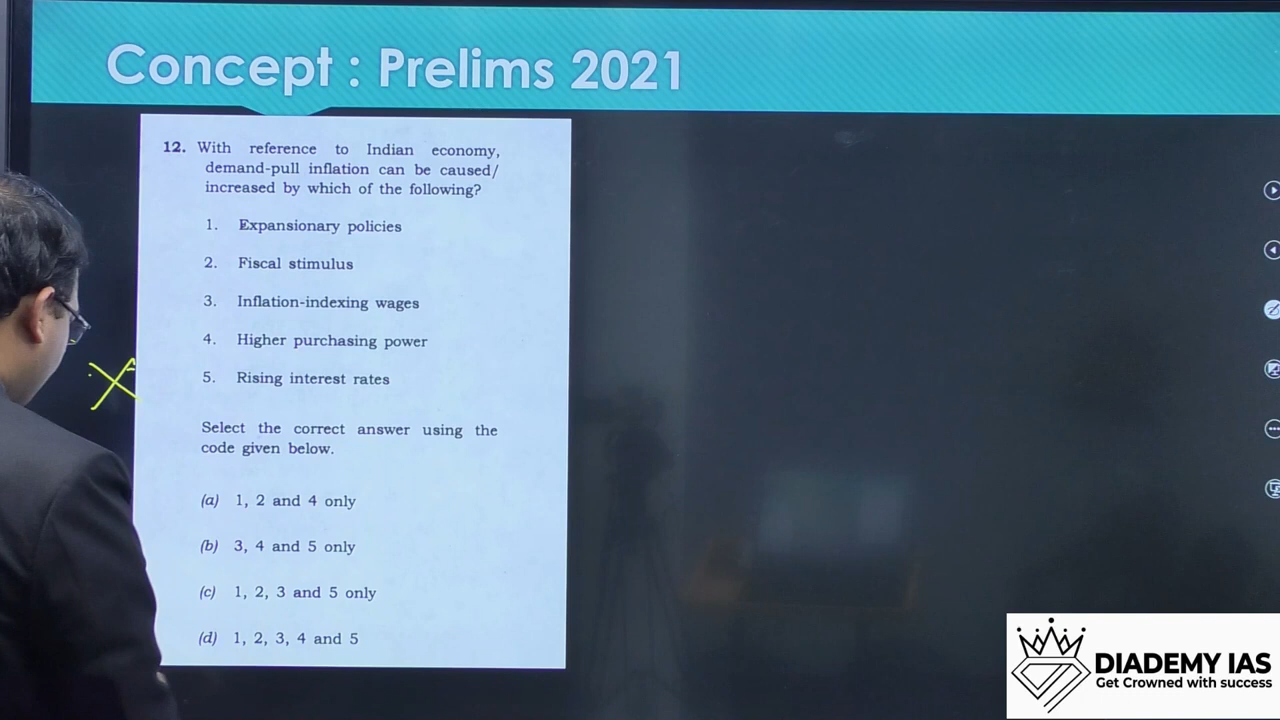 Concept : Prelims 2021
12. With reference to Indian economy,
demand-pull inflation can be caused/
increased by which of the following?
1. Expansionary policies
2. Fiscal stimulus
3. Inflation-indexing wages
4. Higher purchasing power
5. Rising interest rates
Select the correct answer using the
code given below.
(a) 1, 2 and 4 only
(b) 3, 4 and 5 only
(c) 1, 2, 3 and 5 only
(d) 1, 2, 3, 4 and 5
DIADEMY IAS
Get Crowned with success